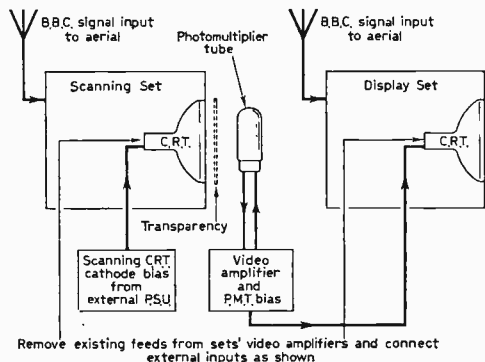 B.B.C. signal input
to aerial
Photomultiplier
tube
B.B.C. signal input
to aerial
Scanning Set
C.R.T.
Display Set
C.R.T.
Transparency
Scanning CRT
cathode bias
from
external P.S.U.
Video
amplifier
and
P.M.T. bias
Remove existing feeds from sets' video amplifiers and connect
external inputs as shown